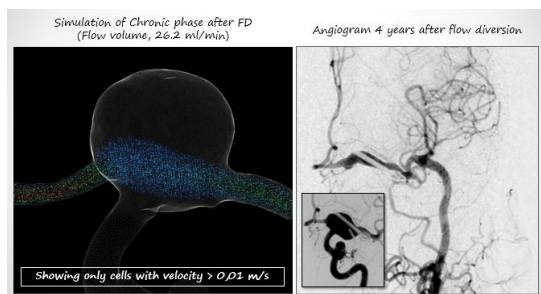 Simulation of Chronic phase after FD
(Flow volume, 26.2 ml/min)
Angiogram 4 years after flow diversion
Showing only cells with velocity > 0,01 m/s